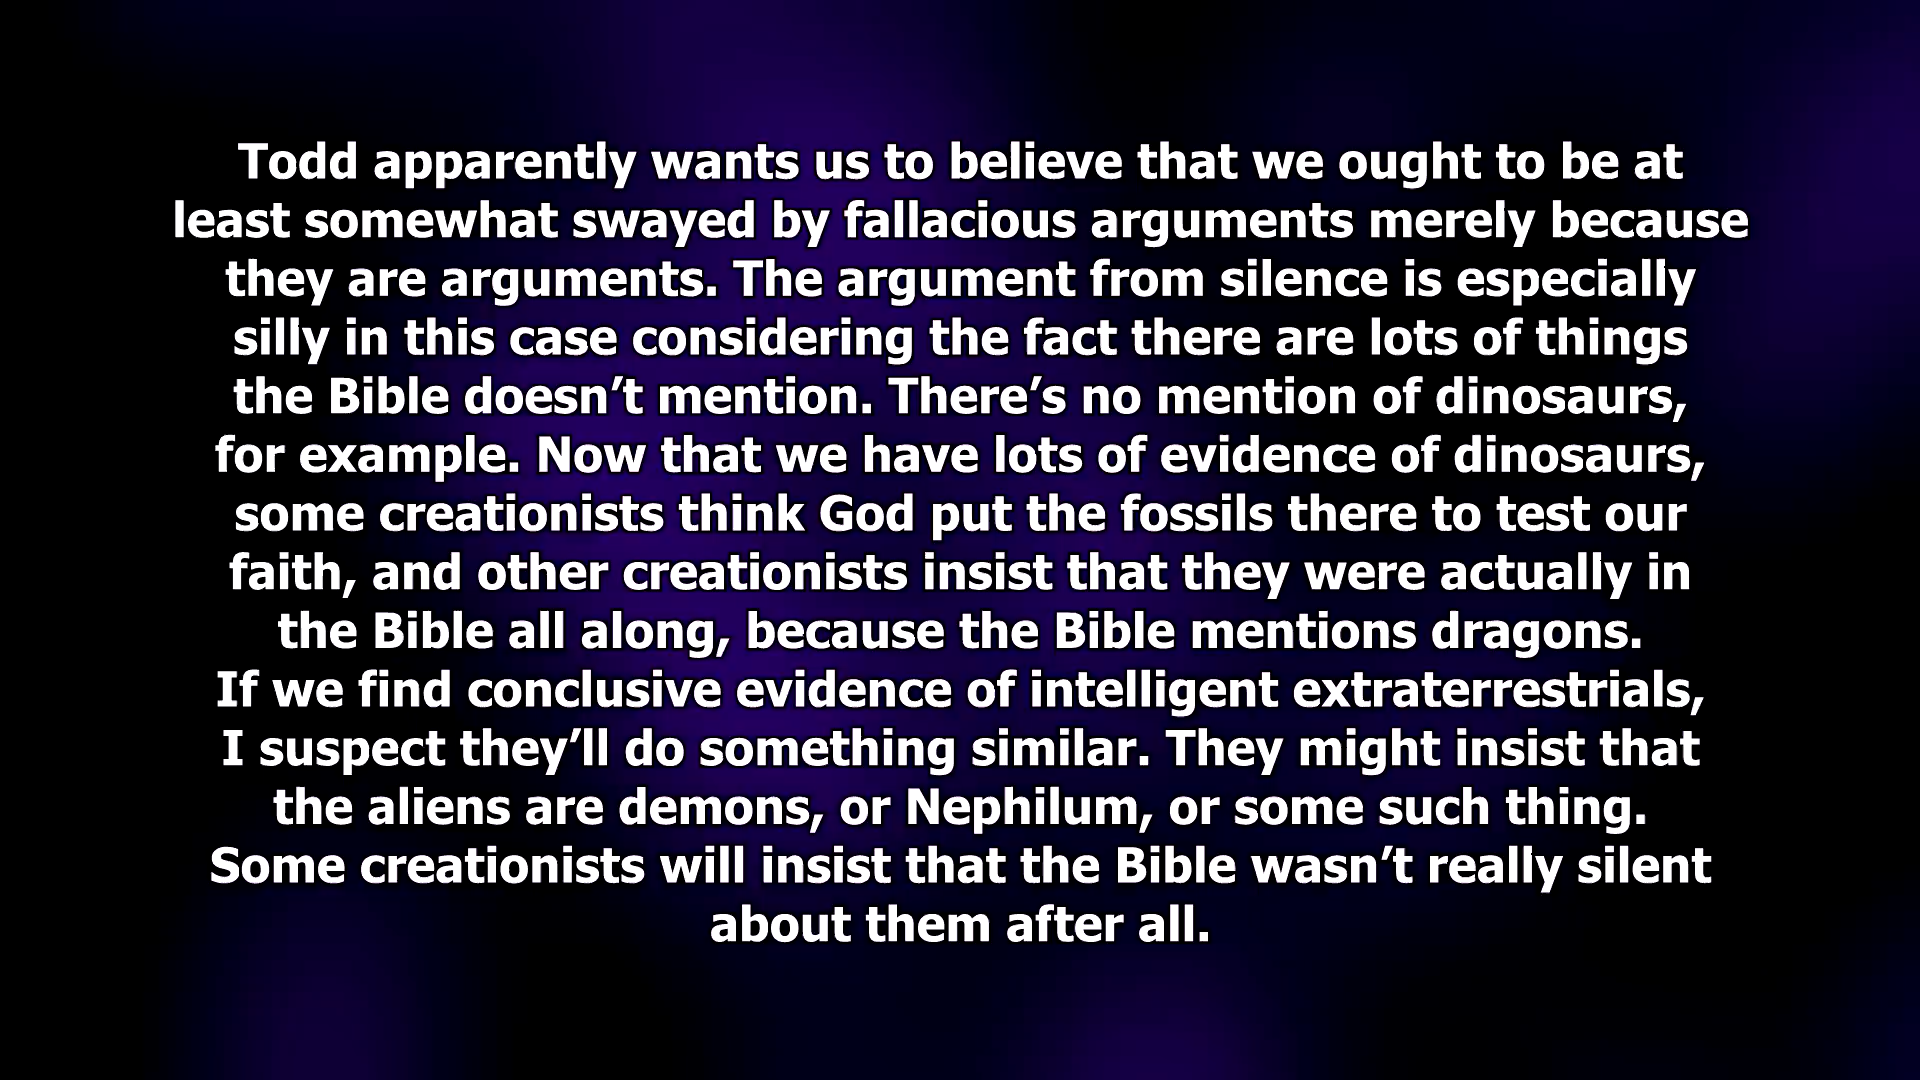 Todd apparently wants us to believe that we ought to be at
least somewhat swayed by fallacious arguments merely because
they are arguments. The argument from silence is especially
silly in this case considering the fact there are lots of things
the Bible doesn’t mention. There’s no mention of dinosaurs,
for example. Now that we have lots of evidence of dinosaurs,
some creationists think God put the fossils there to test our
faith, and other creationists insist that they were actually in
the Bible all along, because the Bible mentions dragons.
If we find conclusive evidence of intelligent extraterrestrials,
I suspect they’ll do something similar. They might insist that
the aliens are demons, or Nephilum, or some such thing.
Some creationists will insist that the Bible wasn’t really silent
about them after all.